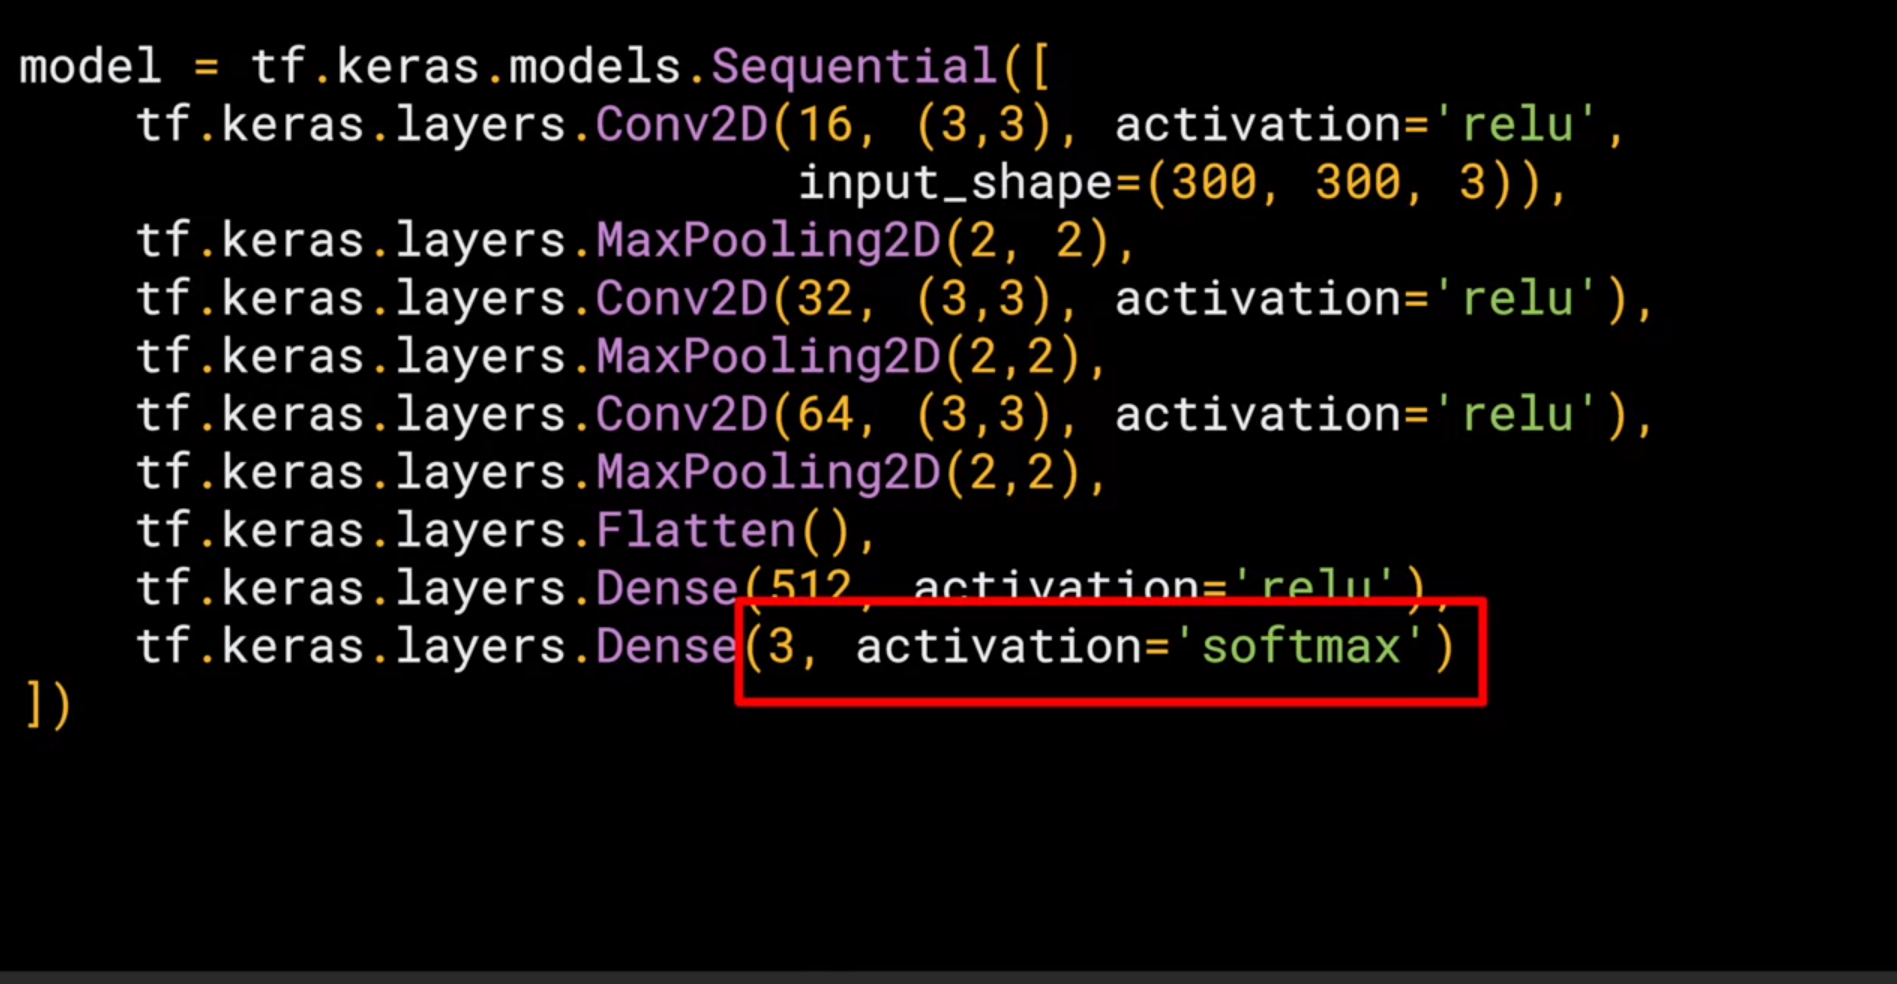 model = tf.keras.models.Sequential([
    tf.keras.layers.Conv2D(16, (3,3), activation='relu',
                           input_shape=(300, 300, 3)),
    tf.keras.layers.MaxPooling2D(2, 2),
    tf.keras.layers.Conv2D(32, (3,3), activation='relu'),
    tf.keras.layers.MaxPooling2D(2,2),
    tf.keras.layers.Conv2D(64, (3,3), activation='relu'),
    tf.keras.layers.MaxPooling2D(2,2),
    tf.keras.layers.Flatten(),
    tf.keras.layers.Dense(512, activation='relu'),
    tf.keras.layers.Dense(3, activation='softmax')
])